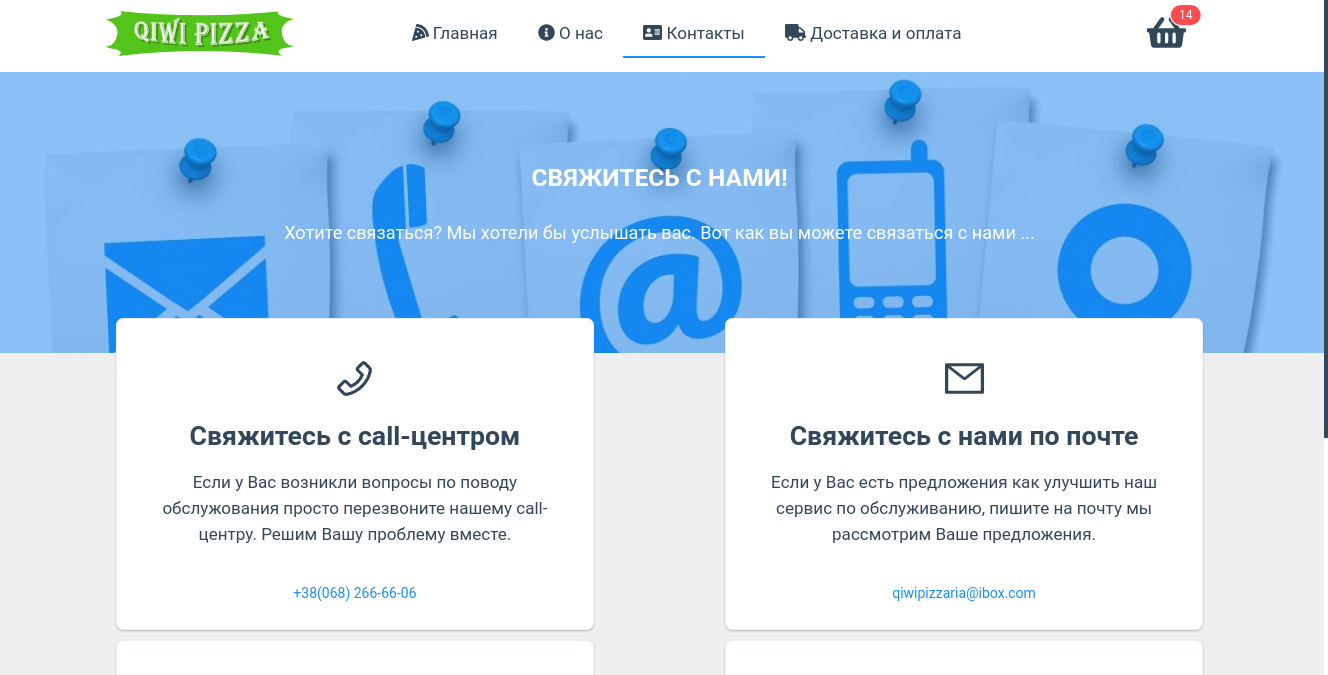 QIWI PIZZA
Главная
О нас
Контакты
Доставка и оплата
14
СВЯЖИТЕСЬ С НАМИ!
Хотите связаться? Мы хотели бы услышать вас. Вот как вы можете связаться с нами ...
@
Свяжитесь с call-центром
Если у Вас возникли вопросы по поводу
обслужования просто перезвоните нашему call-
центру. Решим Вашу проблему вместе.
+38(068) 266-66-06
Свяжитесь с нами по почте
Если у Вас есть предложения как улучшить наш
сервис по обслуживанию, пишите на почту мы
рассмотрим Ваше предложения.
qiwipizzaria@ibox.com